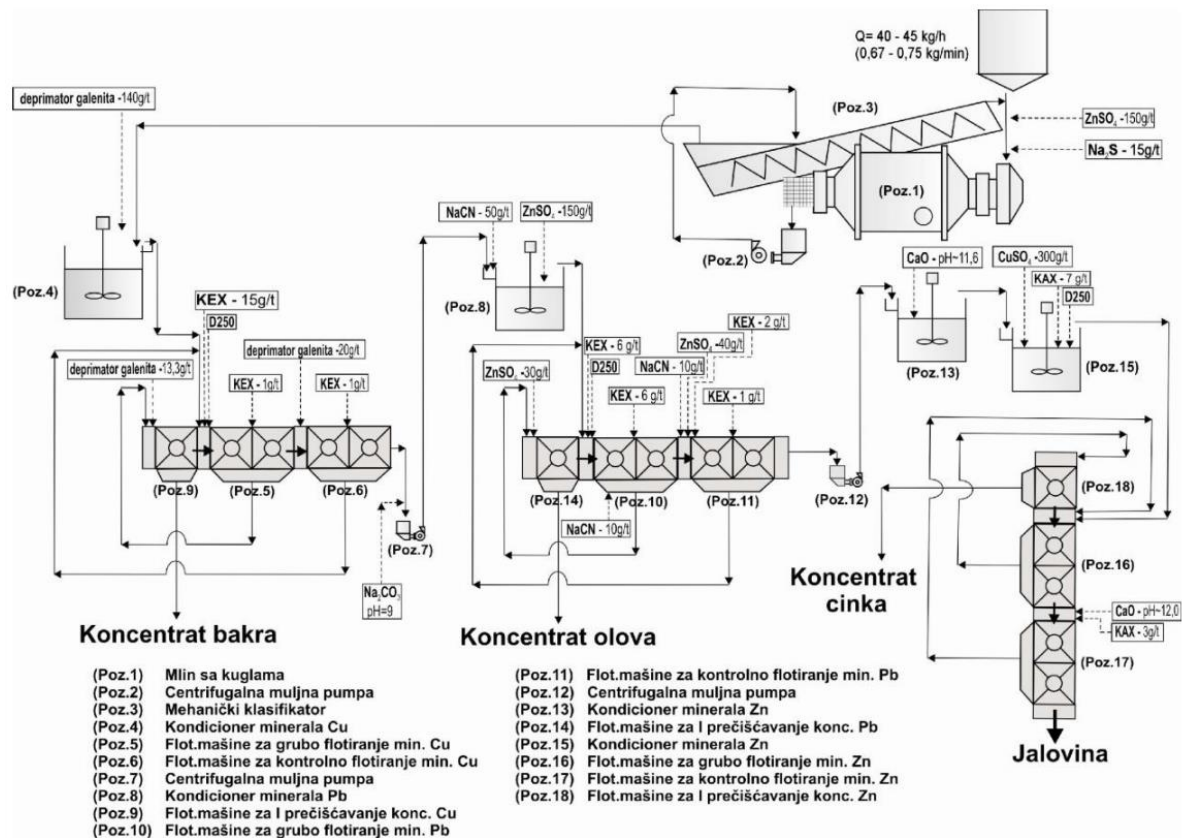 Q= 40 - 45 kg/h
(0,67 - 0,75 kg/min)
deprimator galenita -140g/t
(Poz.3)
ZnSO₄ -150g/t
Na₂S - 15g/t
(Poz.1)
NaCN - 50g/t
ZnSO₄ -150g/t
(Poz.2)
CaO - pH~11,6
CuSO₄ -300g/t
KAX - 7 g/t
D250
(Poz.4)
(Poz.8)
KEX - 15g/t
D250
KEX - 2 g/t
KEX - 6 g/t
ZnSO₄ -40g/t
(Poz.13)
(Poz.15)
deprimator galenita -13,3g/t
deprimator galenita -20g/t
D250
NaCN - 10g/t
ZnSO₄ -30g/t
KEX - 1g/t
KEX - 1g/t
KEX - 6 g/t
KEX - 1 g/t
(Poz.9)
(Poz.5)
(Poz.6)
(Poz.14)
(Poz.10)
(Poz.11)
(Poz.12)
(Poz.18)
(Poz.7)
NaCN - 10g/t
(Poz.16)
Na₂CO₃
pH=9
Koncentrat
cinka
CaO - pH~12,0
KAX - 3g/t
Koncentrat bakra
Koncentrat olova
(Poz.17)
Jalovina
(Poz.1) Mlin sa kuglama
(Poz.2) Centrifugalna muljna pumpa
(Poz.3) Mehanički klasifikator
(Poz.4) Kondicioner minerala Cu
(Poz.5) Flot.mašine za grubo flotiranje min. Cu
(Poz.6) Flot.mašine za kontrolno flotiranje min. Cu
(Poz.7) Centrifugalna muljna pumpa
(Poz.8) Kondicioner minerala Pb
(Poz.9) Flot.mašine za I prečišćavanje konc. Cu
(Poz.10) Flot.mašine za grubo flotiranje min. Pb
(Poz.11) Flot.mašine za kontrolno flotiranje min. Pb
(Poz.12) Centrifugalna muljna pumpa
(Poz.13) Kondicioner minerala Zn
(Poz.14) Flot.mašine za I prečišćavanje konc. Pb
(Poz.15) Kondicioner minerala Zn
(Poz.16) Flot.mašine za grubo flotiranje min. Zn
(Poz.17) Flot.mašine za kontrolno flotiranje min. Zn
(Poz.18) Flot.mašine za I prečišćavanje konc. Zn